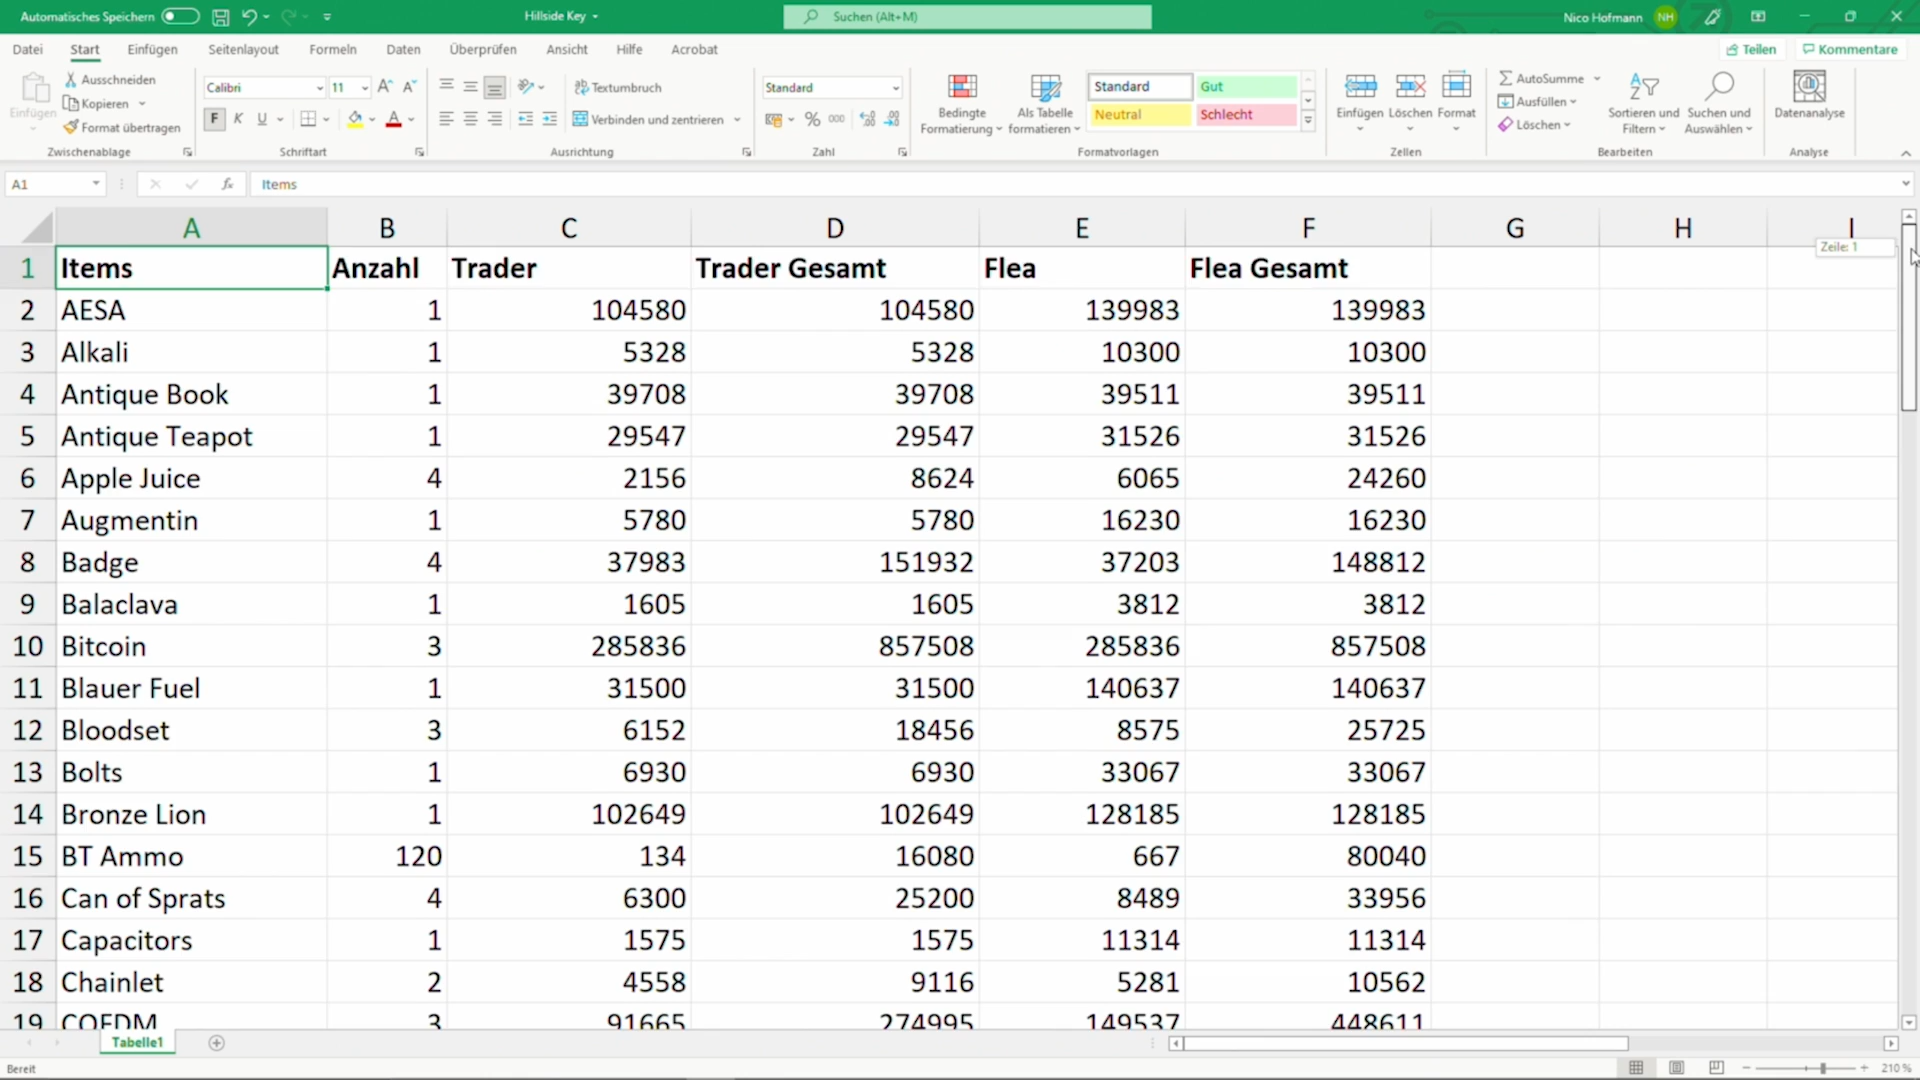 Automatisches Speichern
Hillside Key
Suchen (Alt+M)
Nico Hofmann
NH
Datei Start Einfügen Seitenlayout Formeln Daten Überprüfen Ansicht Hilfe Acrobat
Teilen Kommentare
Einfügen
Ausschneiden
Kopieren
Format übertragen
Zwischenablage
Calibri 11
F K U
Schriftart
Textumbruch
Verbinden und zentrieren
Ausrichtung
Standard
% 000
Zahl
Bedingte Formatierung
Als Tabelle formatieren
Standard Gut
Neutral Schlecht
Formatvorlagen
Einfügen Löschen Format
Zellen
AutoSumme
Ausfüllen
Löschen
Sortieren und Filtern
Suchen und Auswählen
Bearbeiten
Datenanalyse
Analyse
A1 fx Items
A B C D E F G H I
Zeile: 1
1 Items Anzahl Trader Trader Gesamt Flea Flea Gesamt
2 AESA 1 104580 104580 139983 139983
3 Alkali 1 5328 5328 10300 10300
4 Antique Book 1 39708 39708 39511 39511
5 Antique Teapot 1 29547 29547 31526 31526
6 Apple Juice 4 2156 8624 6065 24260
7 Augmentin 1 5780 5780 16230 16230
8 Badge 4 37983 151932 37203 148812
9 Balaclava 1 1605 1605 3812 3812
10 Bitcoin 3 285836 857508 285836 857508
11 Blauer Fuel 1 31500 31500 140637 140637
12 Bloodset 3 6152 18456 8575 25725
13 Bolts 1 6930 6930 33067 33067
14 Bronze Lion 1 102649 102649 128185 128185
15 BT Ammo 120 134 16080 667 80040
16 Can of Sprats 4 6300 25200 8489 33956
17 Capacitors 1 1575 1575 11314 11314
18 Chainlet 2 4558 9116 5281 10562
19 COFDM 3 91665 274995 149537 448611
Tabelle1
Bereit
210 %